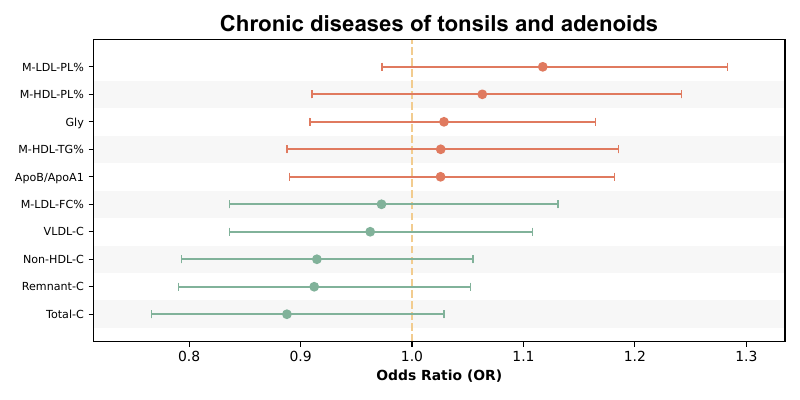 Chronic diseases of tonsils and adenoids
M-LDL-PL%
M-HDL-PL%
Gly
M-HDL-TG%
ApoB/ApoA1
M-LDL-FC%
VLDL-C
Non-HDL-C
Remnant-C
Total-C
0.8 0.9 1.0 1.1 1.2 1.3
Odds Ratio (OR)